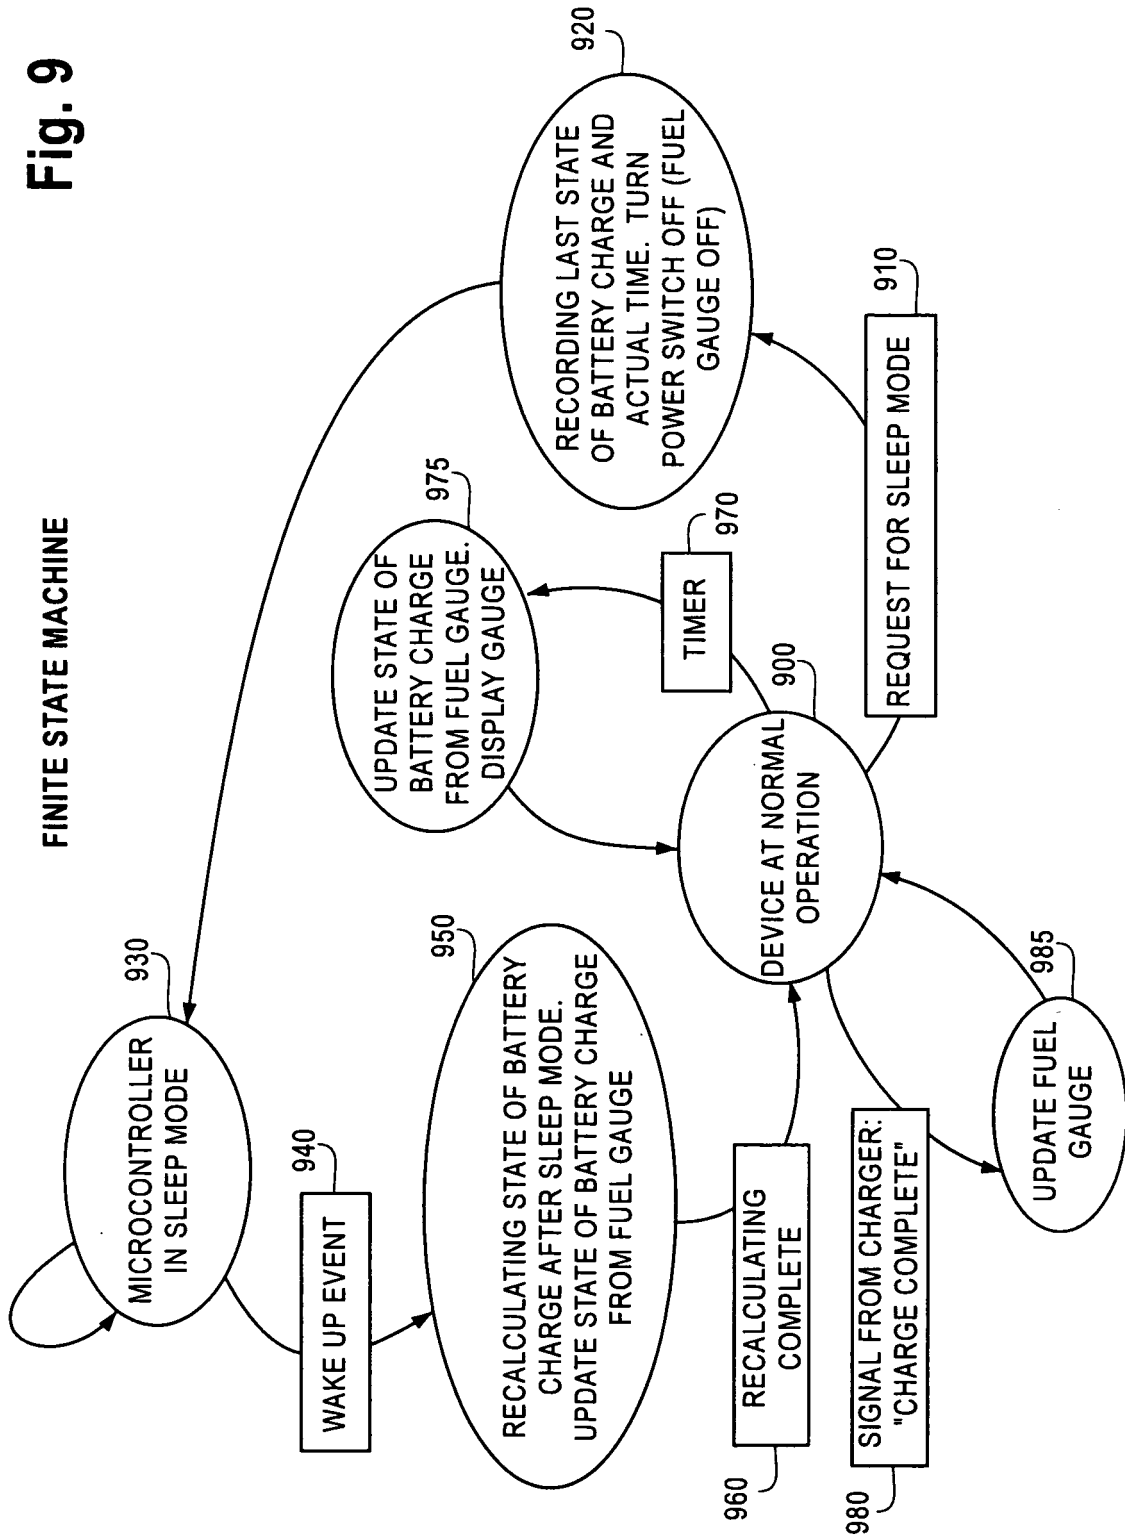 Fig. 9
FINITE STATE MACHINE
930
MICROCONTROLLER
IN SLEEP MODE
940
WAKE UP EVENT
950
RECALCULATING STATE OF BATTERY
CHARGE AFTER SLEEP MODE.
UPDATE STATE OF BATTERY CHARGE
FROM FUEL GAUGE
960
RECALCULATING
COMPLETE
980
SIGNAL FROM CHARGER:
"CHARGE COMPLETE"
985
UPDATE FUEL
GAUGE
900
DEVICE AT NORMAL
OPERATION
970
TIMER
975
UPDATE STATE OF
BATTERY CHARGE
FROM FUEL GAUGE.
DISPLAY GAUGE
910
REQUEST FOR SLEEP MODE
920
RECORDING LAST STATE
OF BATTERY CHARGE AND
ACTUAL TIME. TURN
POWER SWITCH OFF (FUEL
GAUGE OFF)